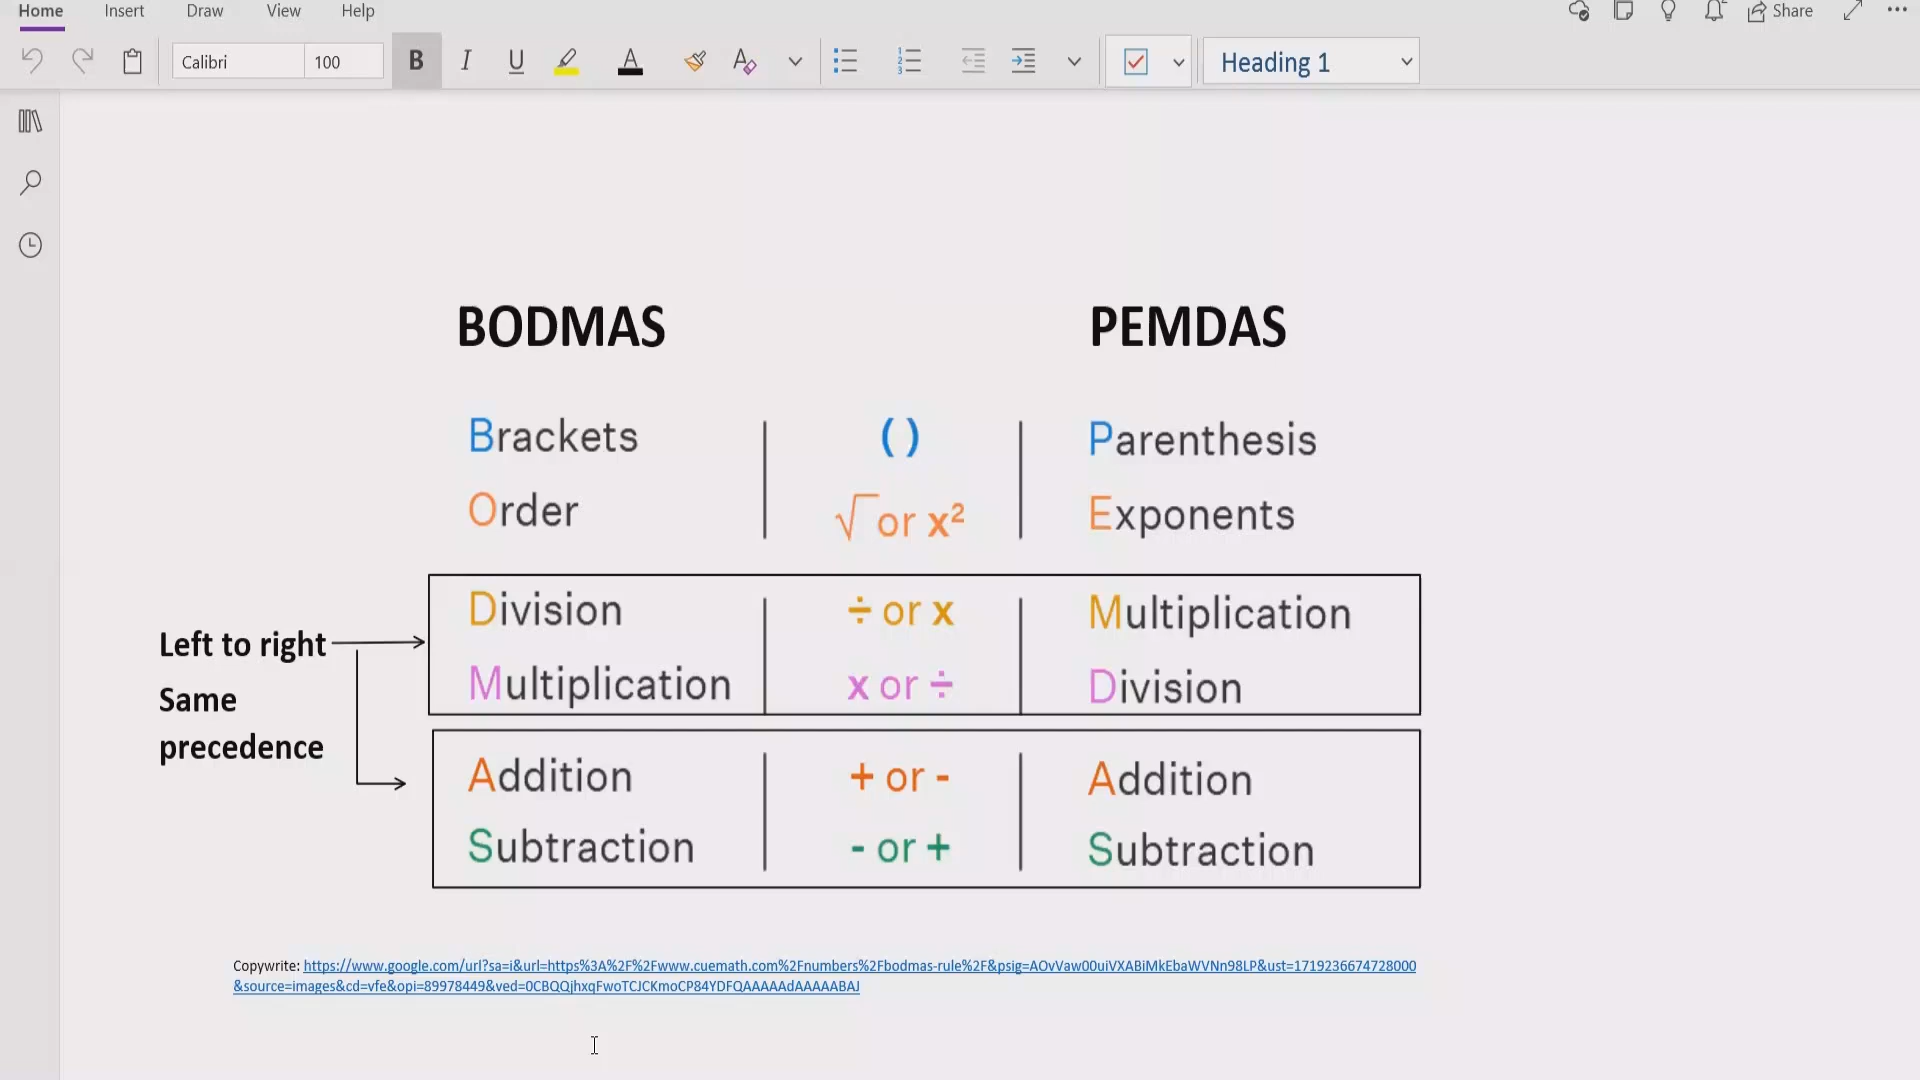 Home Insert Draw View Help
Share
Calibri 100 B I U A A Heading 1
BODMAS PEMDAS
Brackets ( ) Parenthesis
Order √ or x² Exponents
Division ÷ or x Multiplication
Left to right
Multiplication x or ÷ Division
Same
precedence
Addition + or - Addition
Subtraction - or + Subtraction
Copywrite: https://www.google.com/url?sa=i&url=https%3A%2F%2Fwww.cuemath.com%2Fnumbers%2Fbodmas-rule%2F&psig=AOvVaw00uiVXABiMkEbaWVNn98LP&ust=1719236674728000
&source=images&cd=vfe&opi=89978449&ved=0CBQQjhxqFwoTCJCKmoCP84YDFQAAAAAdAAAAABAJ